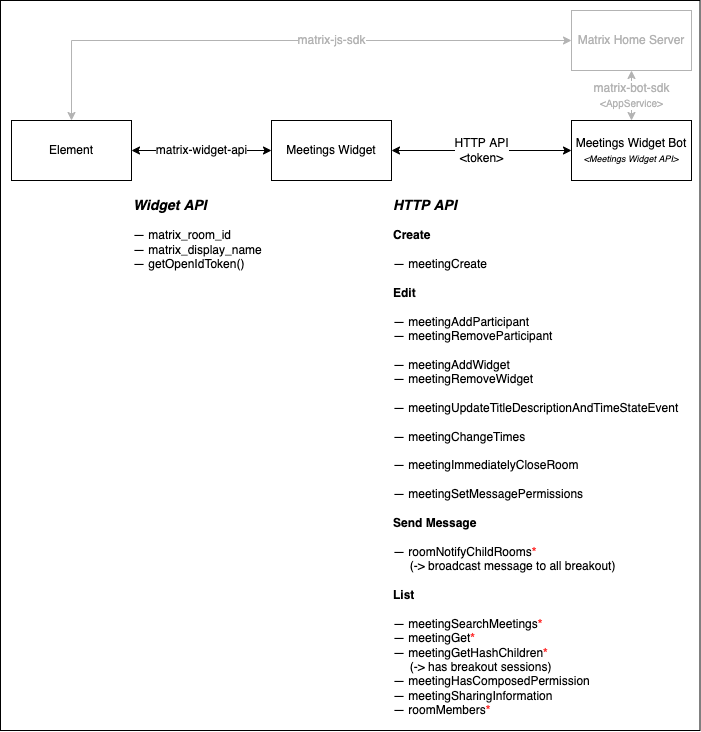 matrix-js-sdk
Matrix Home Server
matrix-bot-sdk
<AppService>
Element
matrix-widget-api
Meetings Widget
HTTP API
<token>
Meetings Widget Bot
<Meetings Widget API>
Widget API
— matrix_room_id
— matrix_display_name
— getOpenIdToken()
HTTP API
Create
— meetingCreate
Edit
— meetingAddParticipant
— meetingRemoveParticipant
— meetingAddWidget
— meetingRemoveWidget
— meetingUpdateTitleDescriptionAndTimeStateEvent
— meetingChangeTimes
— meetingImmediatelyCloseRoom
— meetingSetMessagePermissions
Send Message
— roomNotifyChildRooms*
(-> broadcast message to all breakout)
List
— meetingSearchMeetings*
— meetingGet*
— meetingGetHashChildren*
(-> has breakout sessions)
— meetingHasComposedPermission
— meetingSharingInformation
— roomMembers*